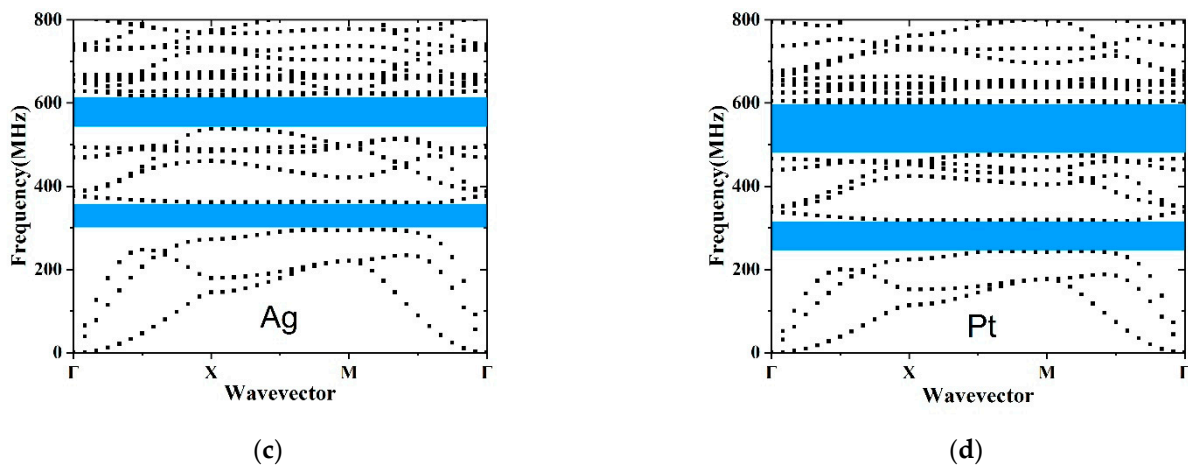 800
600
400
200
0
Frequency(MHz)
Ag
Γ X M Γ
Wavevector
(c)
800
600
400
200
0
Frequency(MHz)
Pt
Γ X M Γ
Wavevector
(d)